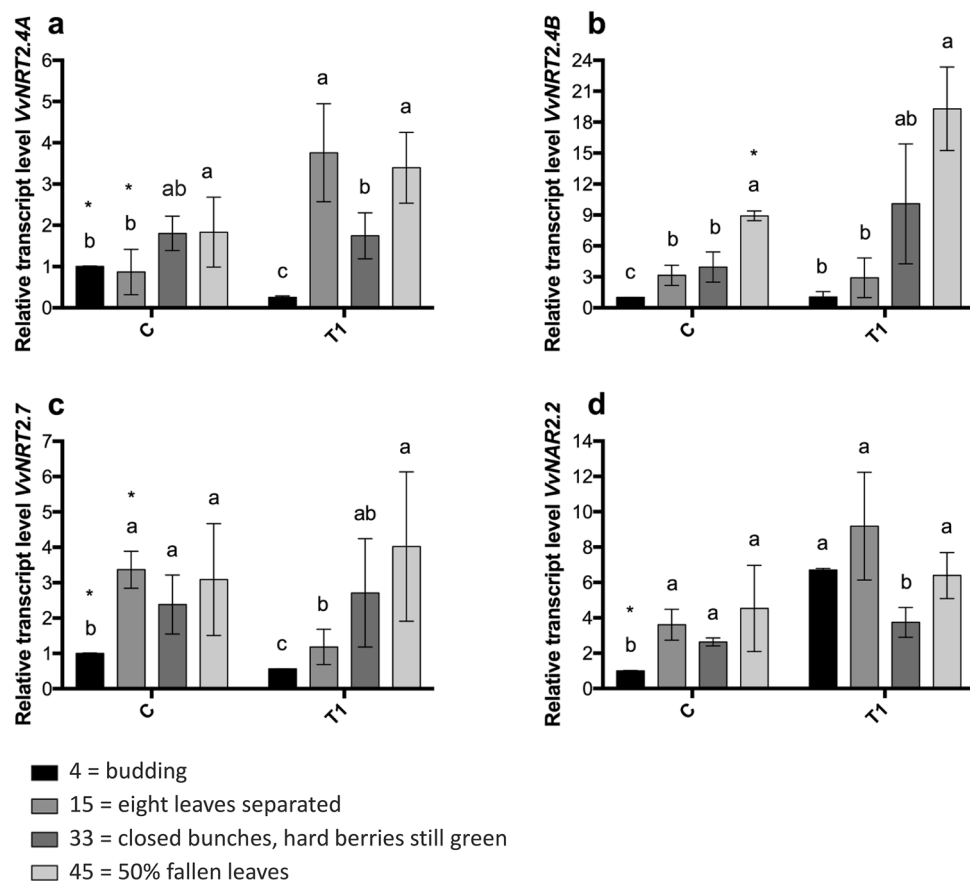 a
Relative transcript level VvNRT2.4A
6
5
4
3
2
1
0
* b
* b
ab
a
c
a
b
a
C
T1
b
Relative transcript level VvNRT2.4B
24
21
18
15
12
9
6
3
0
c
b
b
* a
b
b
ab
a
C
T1
c
Relative transcript level VvNRT2.7
7
6
5
4
3
2
1
0
* b
* a
a
a
c
b
ab
a
C
T1
d
Relative transcript level VvNAR2.2
14
12
10
8
6
4
2
0
* b
a
a
a
a
a
b
a
C
T1
4 = budding
15 = eight leaves separated
33 = closed bunches, hard berries still green
45 = 50% fallen leaves